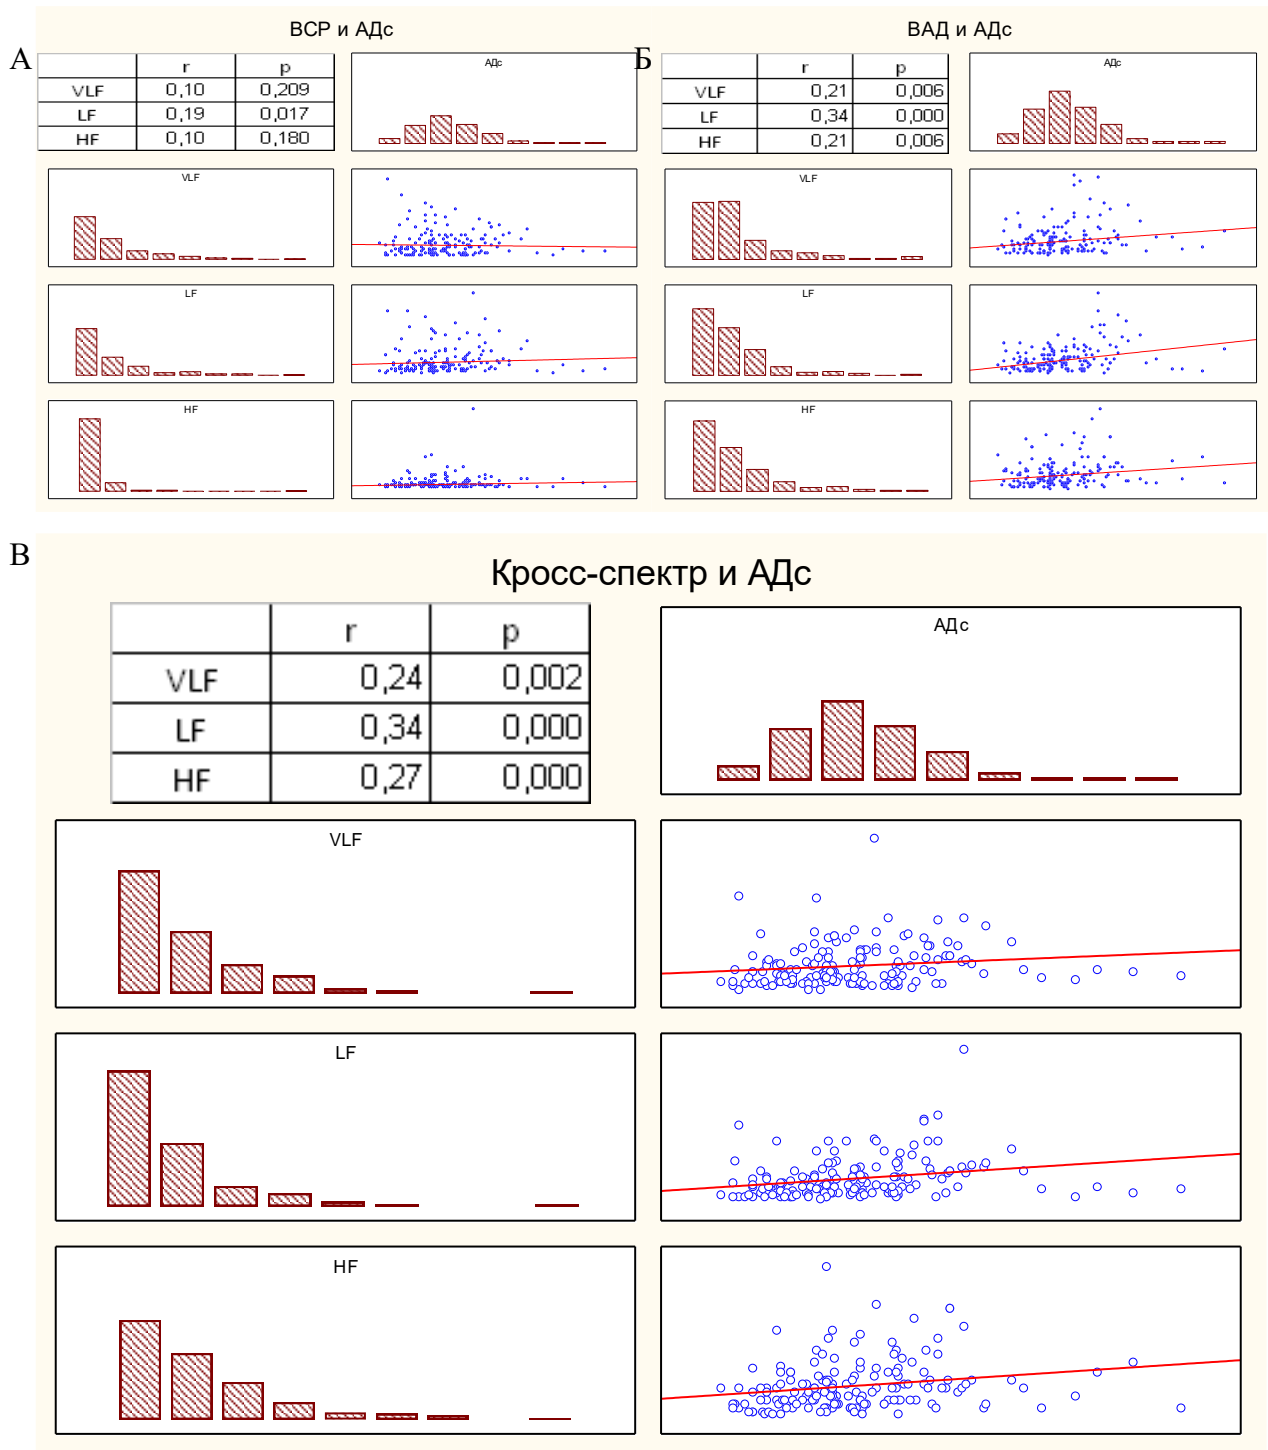 ВСР и АДс
А
r p
VLF 0,10 0,209
LF 0,19 0,017
HF 0,10 0,180
АДс
VLF
LF
HF
ВАД и АДс
Б
r p
VLF 0,21 0,006
LF 0,34 0,000
HF 0,21 0,006
АДс
VLF
LF
HF
В
Кросс-спектр и АДс
r p
VLF 0,24 0,002
LF 0,34 0,000
HF 0,27 0,000
АДс
VLF
LF
HF